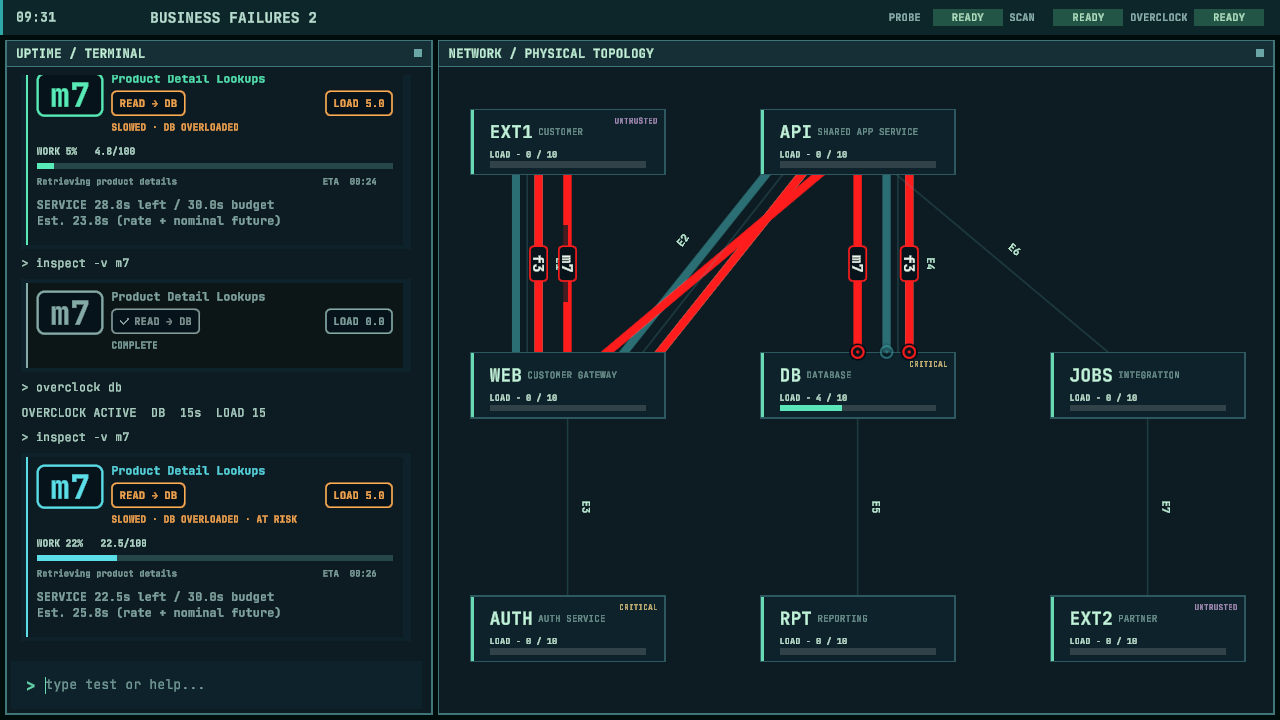 09:31 BUSINESS FAILURES 2 PROBE READY SCAN READY OVERCLOCK READY
UPTIME / TERMINAL
m7 Product Detail Lookups
READ → DB LOAD 5.0
SLOWED · DB OVERLOADED
WORK 5% 4.8/100
Retrieving product details ETA 00:24
SERVICE 28.8s left / 30.0s budget
Est. 23.8s (rate + nominal future)
> inspect -v m7
m7 Product Detail Lookups
✓ READ → DB LOAD 0.0
COMPLETE
> overclock db
OVERCLOCK ACTIVE DB 15s LOAD 15
> inspect -v m7
m7 Product Detail Lookups
READ → DB LOAD 5.0
SLOWED · DB OVERLOADED · AT RISK
WORK 22% 22.5/100
Retrieving product details ETA 00:26
SERVICE 22.5s left / 30.0s budget
Est. 25.8s (rate + nominal future)
> type test or help...
NETWORK / PHYSICAL TOPOLOGY
UNTRUSTED
EXT1 CUSTOMER
LOAD - 0 / 10
API SHARED APP SERVICE
LOAD - 0 / 10
f3
m7
E2
m7
f3
E4
E6
WEB CUSTOMER GATEWAY
LOAD - 0 / 10
CRITICAL
DB DATABASE
LOAD - 4 / 10
JOBS INTEGRATION
LOAD - 0 / 10
E3
E5
E7
CRITICAL
AUTH AUTH SERVICE
LOAD - 0 / 10
RPT REPORTING
LOAD - 0 / 10
UNTRUSTED
EXT2 PARTNER
LOAD - 0 / 10